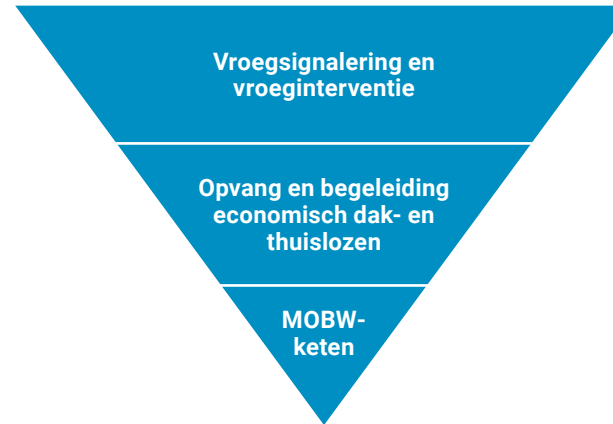 Vroegsignalering en
vroeginterventie
Opvang en begeleiding
economisch dak- en
thuislozen
MOBW-
keten